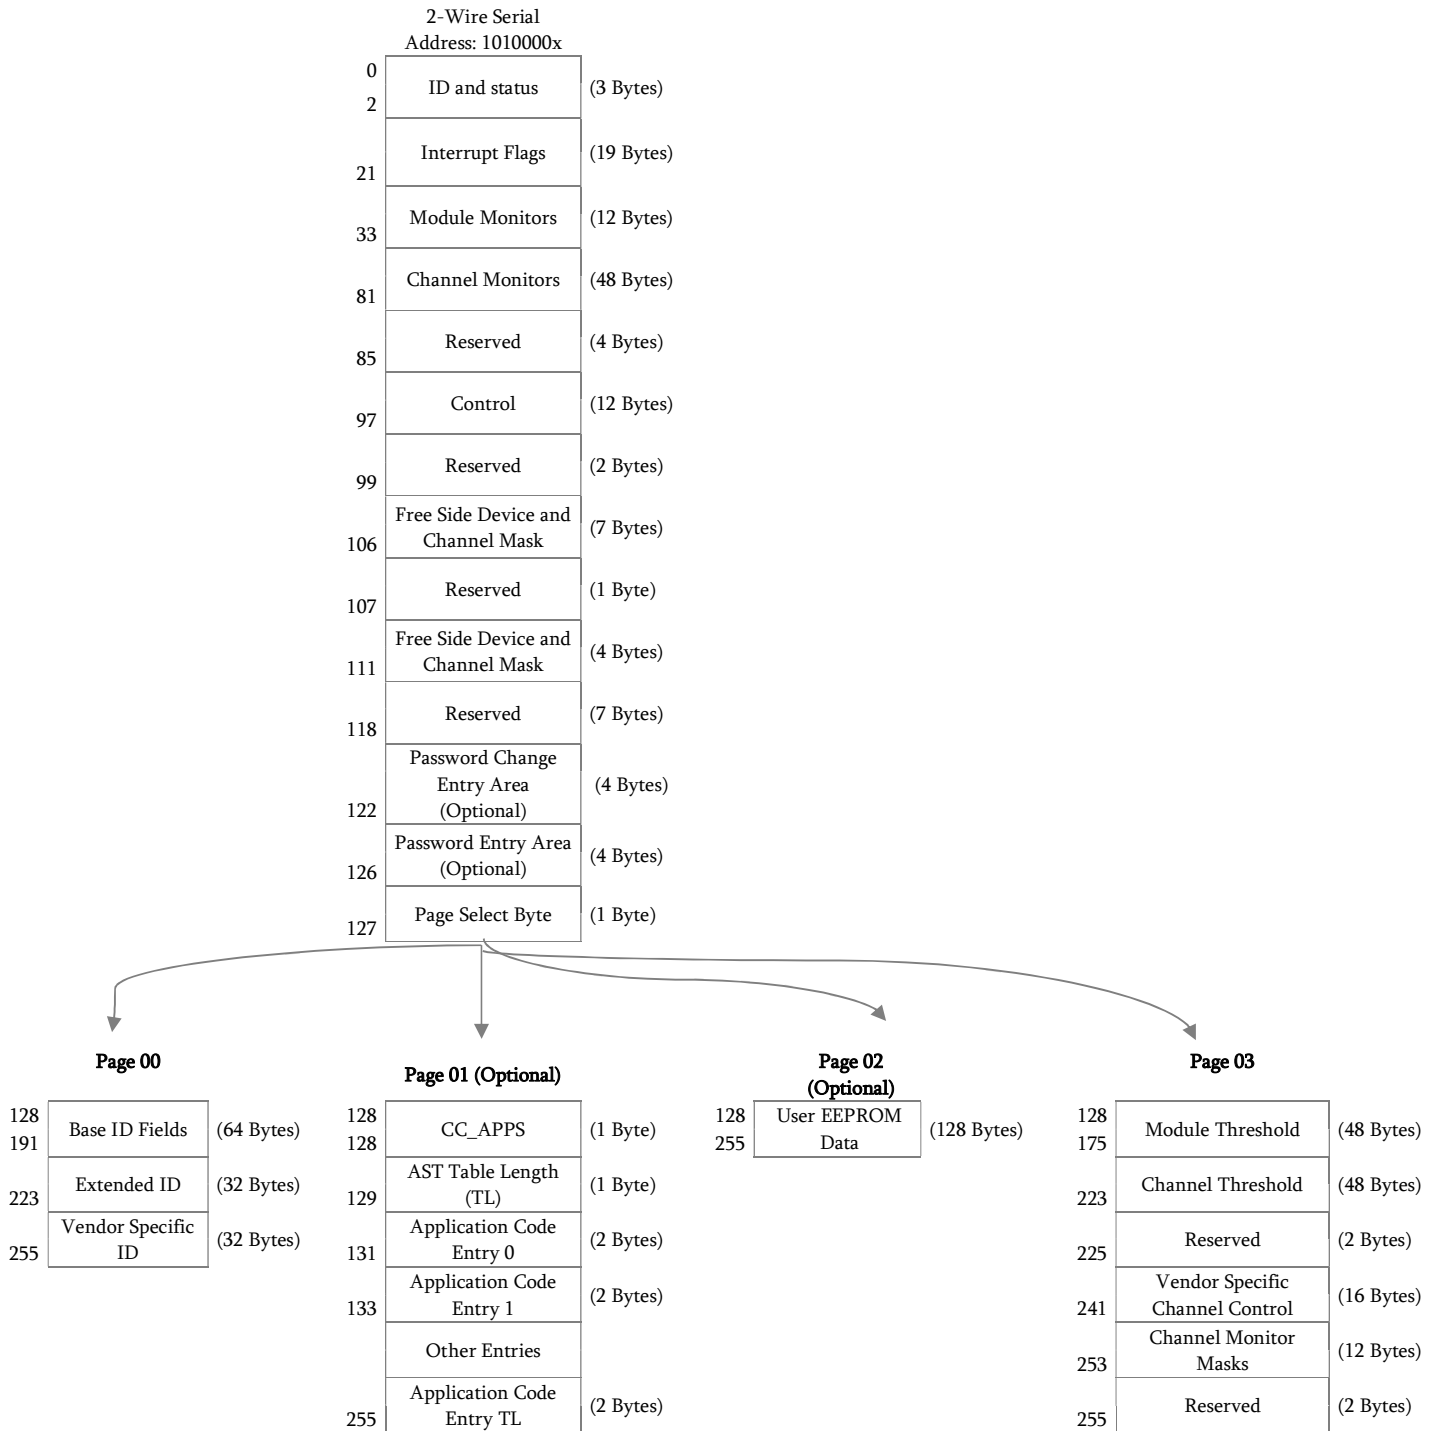 2-Wire Serial
Address: 1010000x
0
2
ID and status
(3 Bytes)
21
Interrupt Flags
(19 Bytes)
33
Module Monitors
(12 Bytes)
81
Channel Monitors
(48 Bytes)
85
Reserved
(4 Bytes)
97
Control
(12 Bytes)
99
Reserved
(2 Bytes)
106
Free Side Device and
Channel Mask
(7 Bytes)
107
Reserved
(1 Byte)
111
Free Side Device and
Channel Mask
(4 Bytes)
118
Reserved
(7 Bytes)
122
Password Change
Entry Area
(Optional)
(4 Bytes)
126
Password Entry Area
(Optional)
(4 Bytes)
127
Page Select Byte
(1 Byte)
Page 00
128
191
Base ID Fields
(64 Bytes)
223
Extended ID
(32 Bytes)
255
Vendor Specific
ID
(32 Bytes)
Page 01 (Optional)
128
128
CC_APPS
(1 Byte)
129
AST Table Length
(TL)
(1 Byte)
131
Application Code
Entry 0
(2 Bytes)
133
Application Code
Entry 1
(2 Bytes)
Other Entries
255
Application Code
Entry TL
(2 Bytes)
Page 02
(Optional)
128
255
User EEPROM
Data
(128 Bytes)
Page 03
128
175
Module Threshold
(48 Bytes)
223
Channel Threshold
(48 Bytes)
225
Reserved
(2 Bytes)
241
Vendor Specific
Channel Control
(16 Bytes)
253
Channel Monitor
Masks
(12 Bytes)
255
Reserved
(2 Bytes)